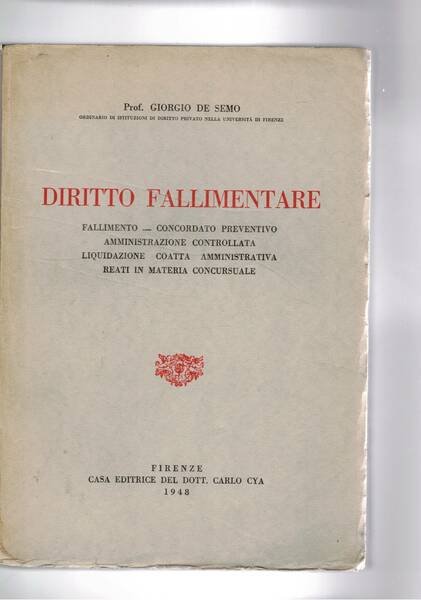 Prof. GIORGIO DE SEMO
ORDINARIO DI ISTITUZIONI DI DIRITTO PRIVATO NELLA UNIVERSITÀ DI FIRENZE
DIRITTO FALLIMENTARE
FALLIMENTO — CONCORDATO PREVENTIVO
AMMINISTRAZIONE CONTROLLATA
LIQUIDAZIONE COATTA AMMINISTRATIVA
REATI IN MATERIA CONCURSUALE
FIRENZE
CASA EDITRICE DEL DOTT. CARLO CYA
1948